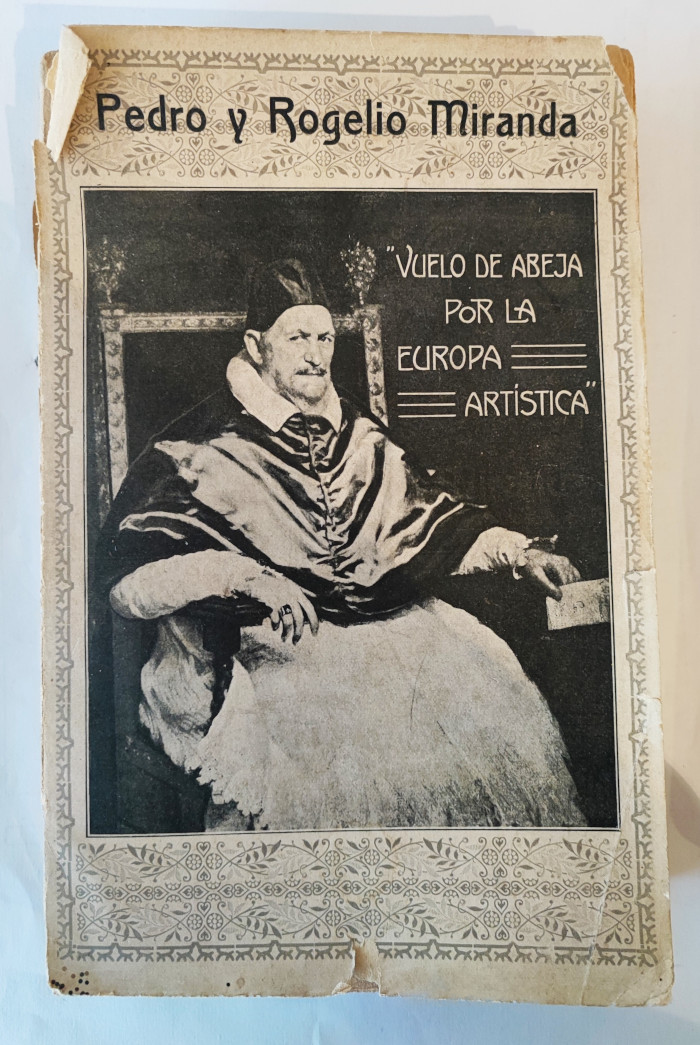 Pedro y Rogelio Miranda
"VUELO DE ABEJA
POR LA
EUROPA
ARTÍSTICA"